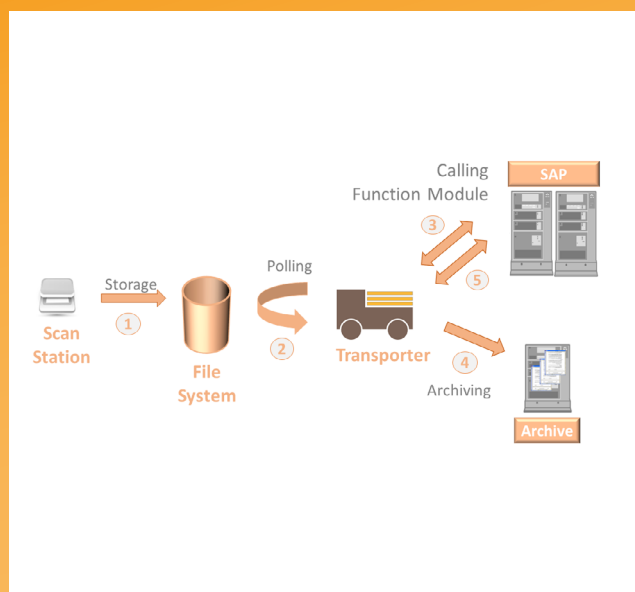 Calling
Function Module
SAP
3
5
Storage
1
Polling
2
Scan
Station
File
System
Transporter
4
Archiving
Archive